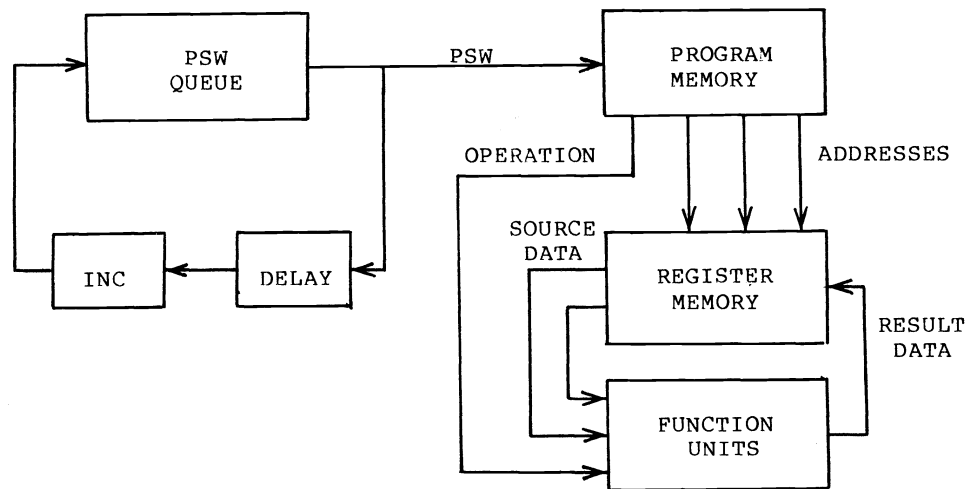 PSW
QUEUE
PSW
PROGRAM
MEMORY
OPERATION
ADDRESSES
SOURCE
DATA
INC
DELAY
REGISTER
MEMORY
RESULT
DATA
FUNCTION
UNITS